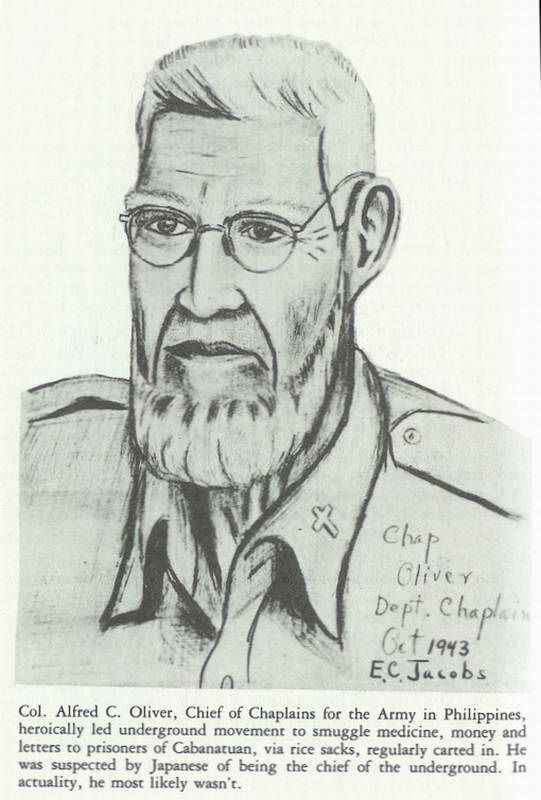 Chap
Oliver
Dept. Chaplain
Oct 1943
E.C. Jacobs
Col. Alfred C. Oliver, Chief of Chaplains for the Army in Philippines,
heroically led underground movement to smuggle medicine, money and
letters to prisoners of Cabanatuan, via rice sacks, regularly carted in. He
was suspected by Japanese of being the chief of the underground. In
actuality, he most likely wasn't.